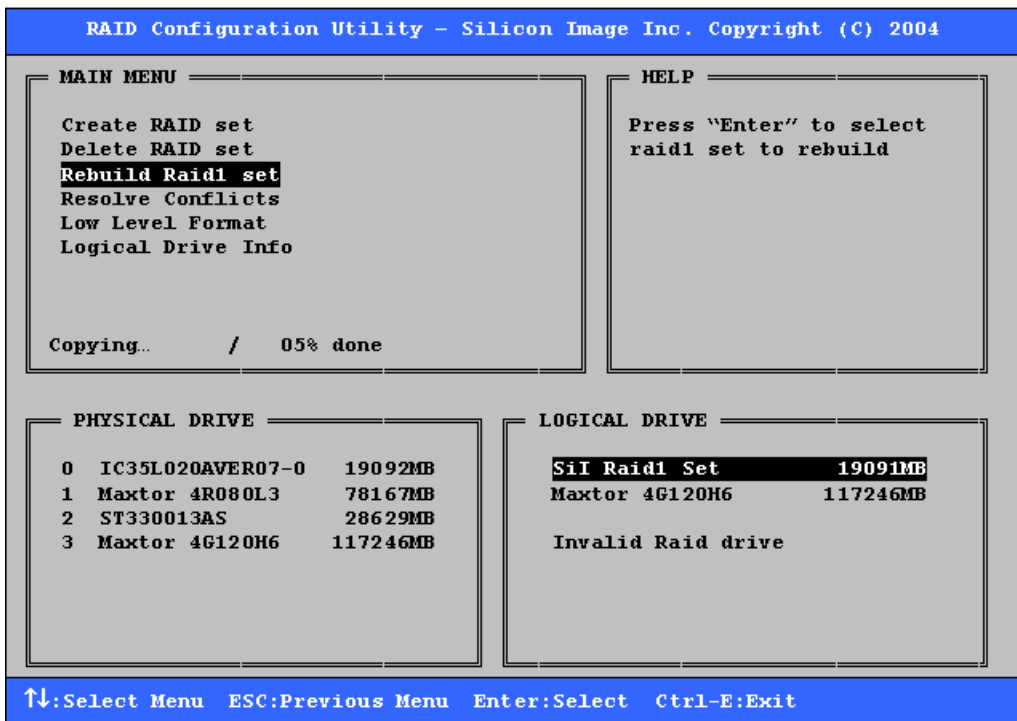 RAID Configuration Utility – Silicon Image Inc. Copyright (C) 2004
MAIN MENU
Create RAID set
Delete RAID set
Rebuild Raid1 set
Resolve Conflicts
Low Level Format
Logical Drive Info
Copying… / 05% done
HELP
Press “Enter” to select
raid1 set to rebuild
PHYSICAL DRIVE
0 IC35L020AVER07-0 19092MB
1 Maxtor 4R080L3 78167MB
2 ST330013AS 28629MB
3 Maxtor 4G120H6 117246MB
LOGICAL DRIVE
SiI Raid1 Set 19091MB
Maxtor 4G120H6 117246MB
Invalid Raid drive
↑↓:Select Menu ESC:Previous Menu Enter:Select Ctrl-E:Exit